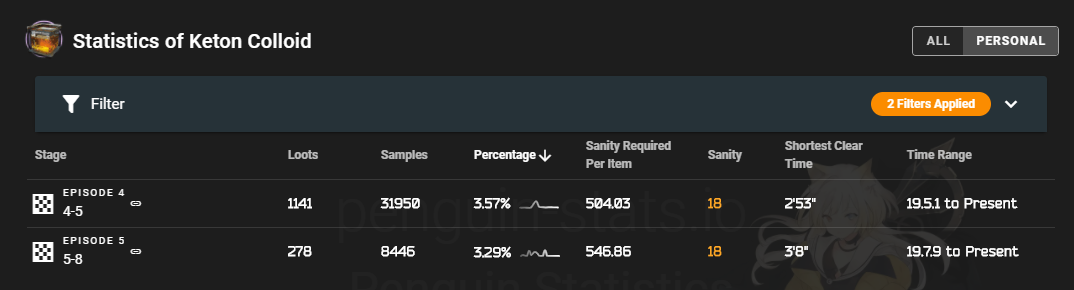 Statistics of Keton Colloid
ALL PERSONAL
Filter
2 Filters Applied
Stage Loots Samples Percentage Sanity Required Per Item Sanity Shortest Clear Time Time Range
EPISODE 4
4-5 1141 31950 3.57% 504.03 18 2'53" 19.5.1 to Present
EPISODE 5
5-8 278 8446 3.29% 546.86 18 3'8" 19.7.9 to Present
penguin-stats.io
Penguin Statistics